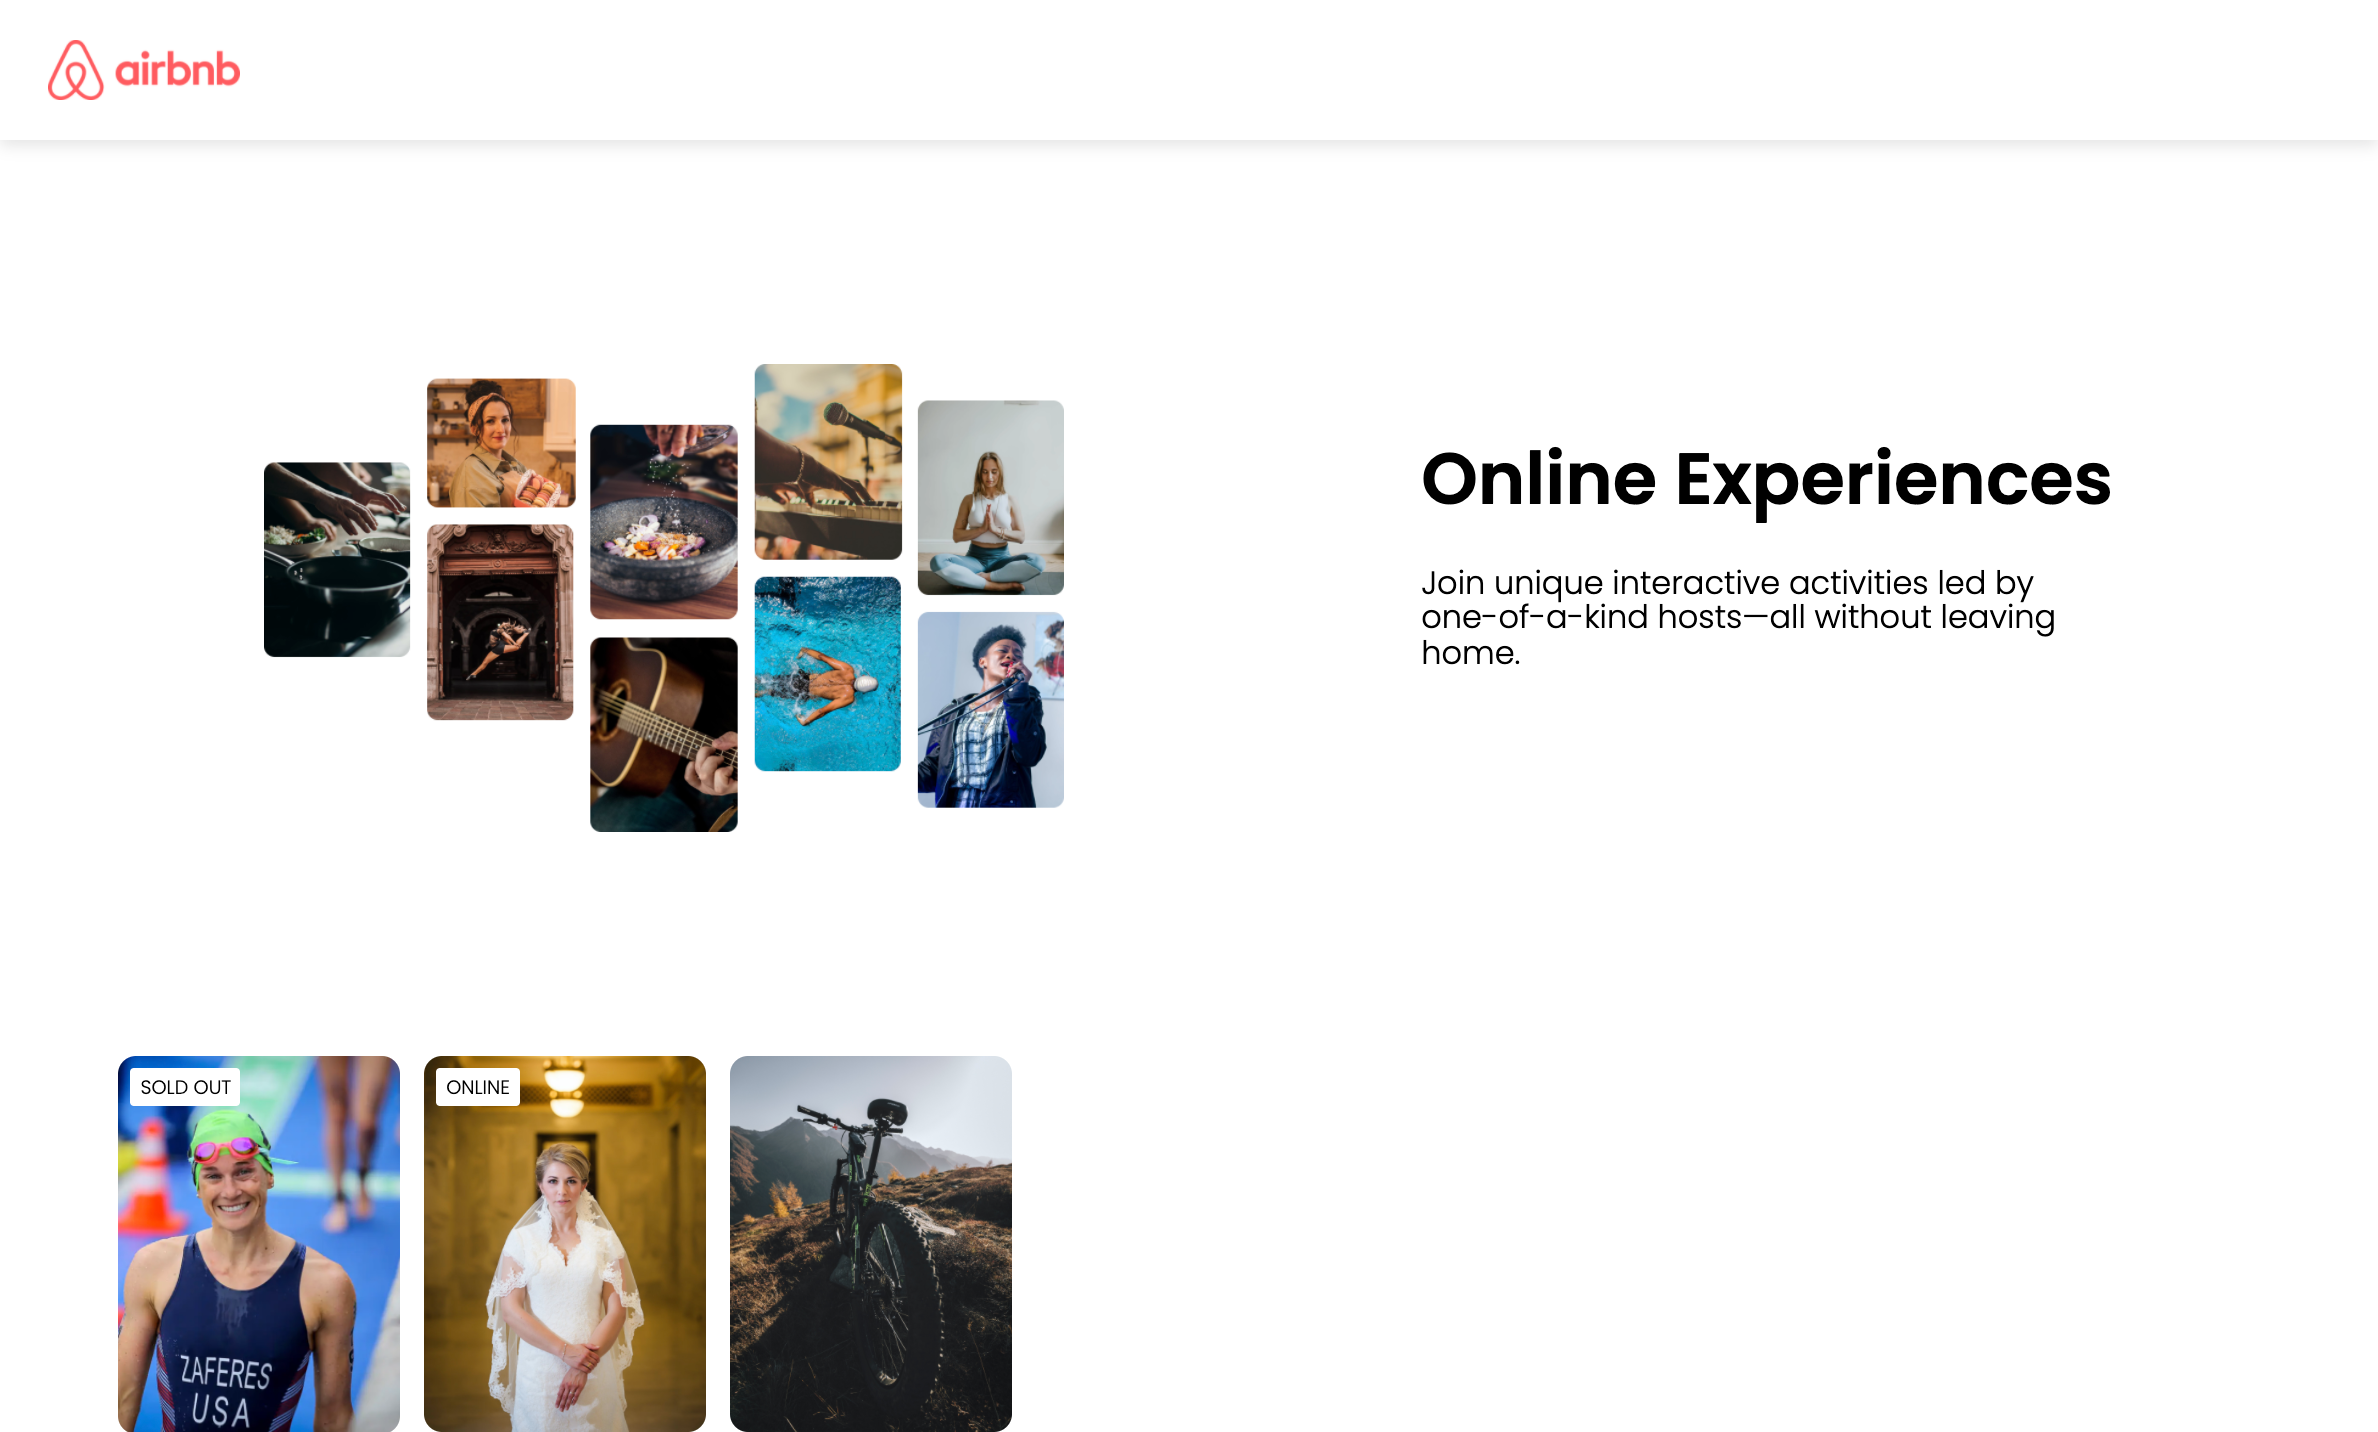 airbnb
Online Experiences
Join unique interactive activities led by
one-of-a-kind hosts—all without leaving
home.
SOLD OUT
ONLINE
ZAFERES
USA